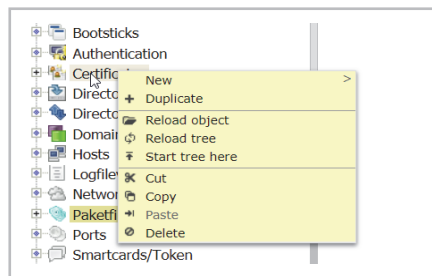 Bootsticks
Authentication
Certific
New >
Duplicate
Directo
Reload object
Directo
Reload tree
Domai
Start tree here
Hosts
Logfile
Cut
Networ
Copy
Paketfi
Paste
Ports
Delete
Smartcards/Token